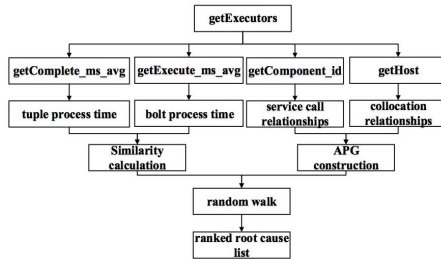 getExecutors
getComplete_ms_avg
getExecute_ms_avg
getComponent_id
getHost
tuple process time
bolt process time
service call
relationships
collocation
relationships
Similarity
calculation
APG
construction
random walk
ranked root cause
list